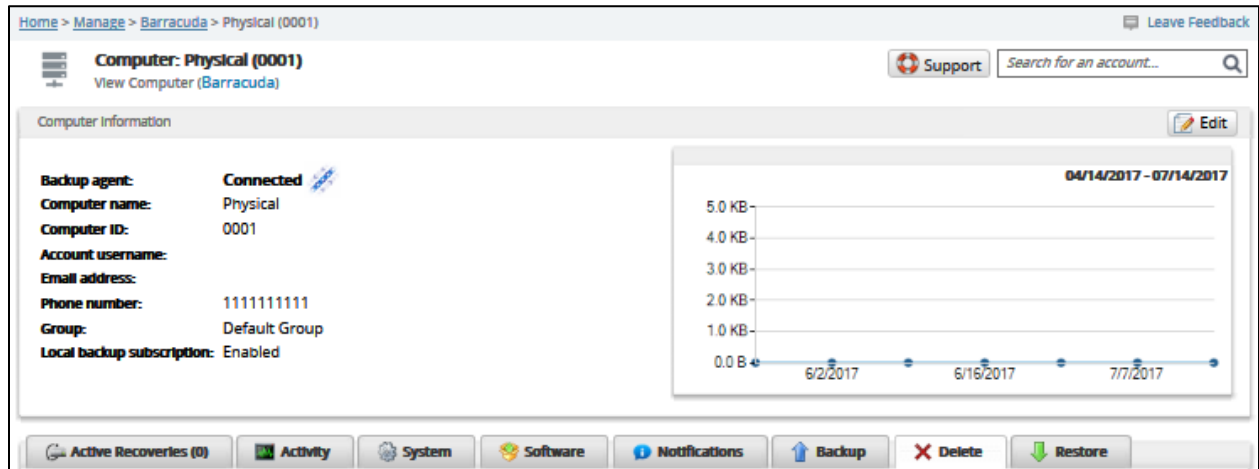 Home > Manage > Barracuda > Physical (0001)
Leave Feedback
Computer: Physical (0001)
View Computer (Barracuda)
Support
Search for an account...
Computer Information
Edit
Backup agent: Connected
Computer name: Physical
Computer ID: 0001
Account username:
Email address:
Phone number: 1111111111
Group: Default Group
Local backup subscription: Enabled
04/14/2017 - 07/14/2017
5.0 KB
4.0 KB
3.0 KB
2.0 KB
1.0 KB
0.0 B
6/2/2017 6/16/2017 7/7/2017
Active Recoveries (0) Activity System Software Notifications Backup Delete Restore